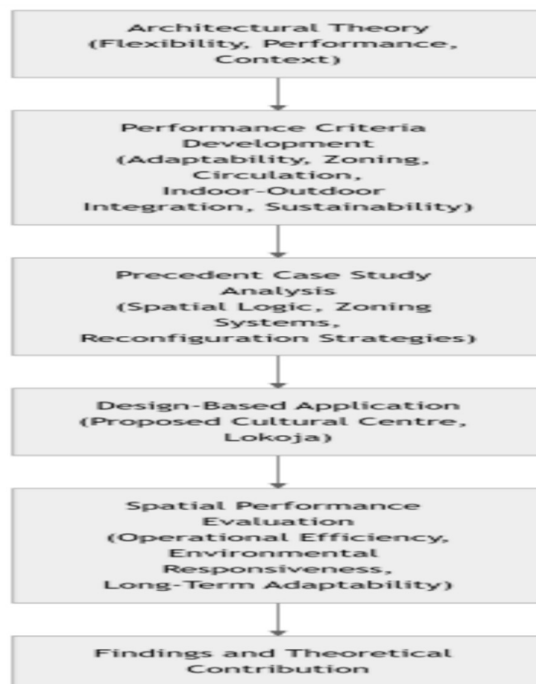 Architectural Theory
(Flexibility, Performance,
Context)
Performance Criteria
Development
(Adaptability, Zoning,
Circulation,
Indoor-Outdoor
Integration, Sustainability)
Precedent Case Study
Analysis
(Spatial Logic, Zoning
Systems,
Reconfiguration Strategies)
Design-Based Application
(Proposed Cultural Centre,
Lokoja)
Spatial Performance
Evaluation
(Operational Efficiency,
Environmental
Responsiveness,
Long-Term Adaptability)
Findings and Theoretical
Contribution